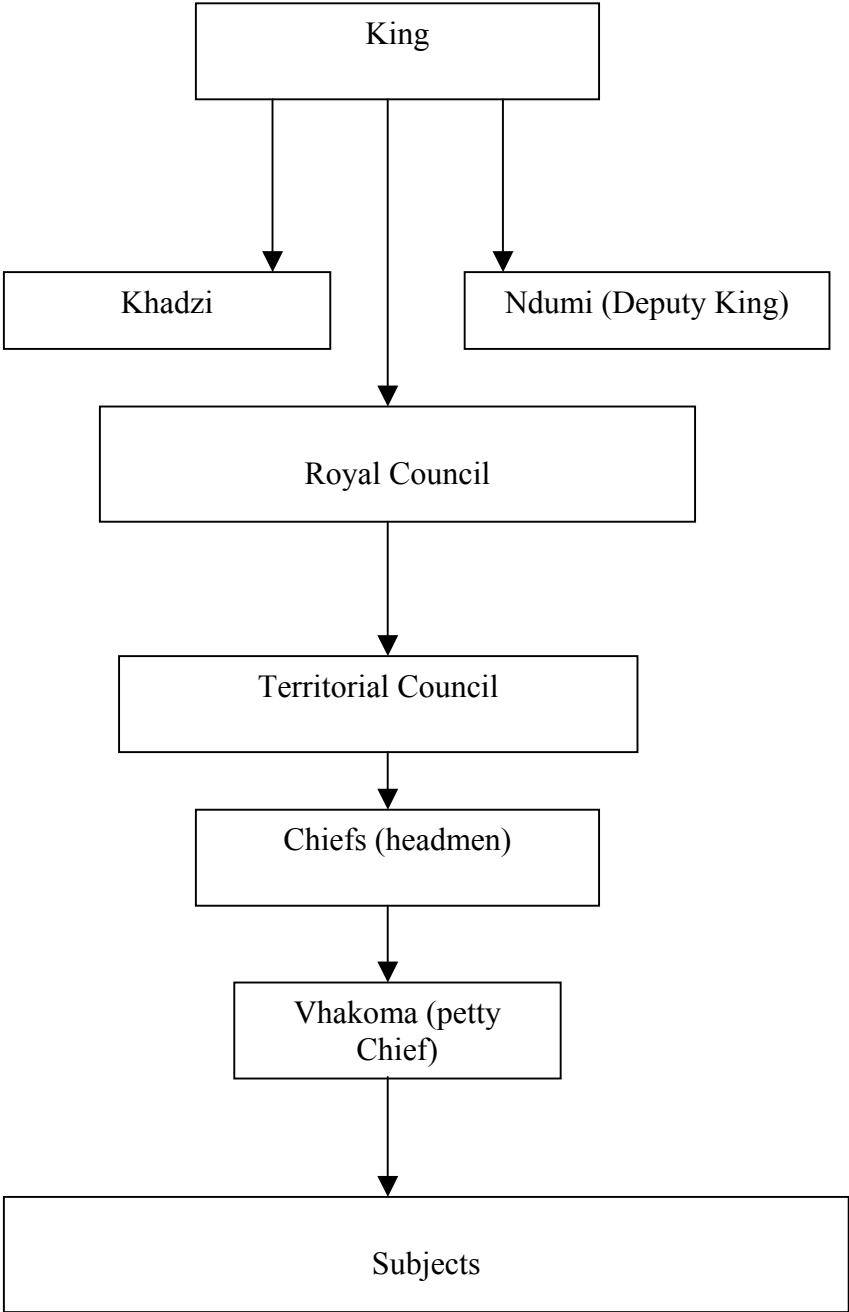 King
Khadzi
Ndumi (Deputy King)
Royal Council
Territorial Council
Chiefs (headmen)
Vhakoma (petty
Chief)
Subjects